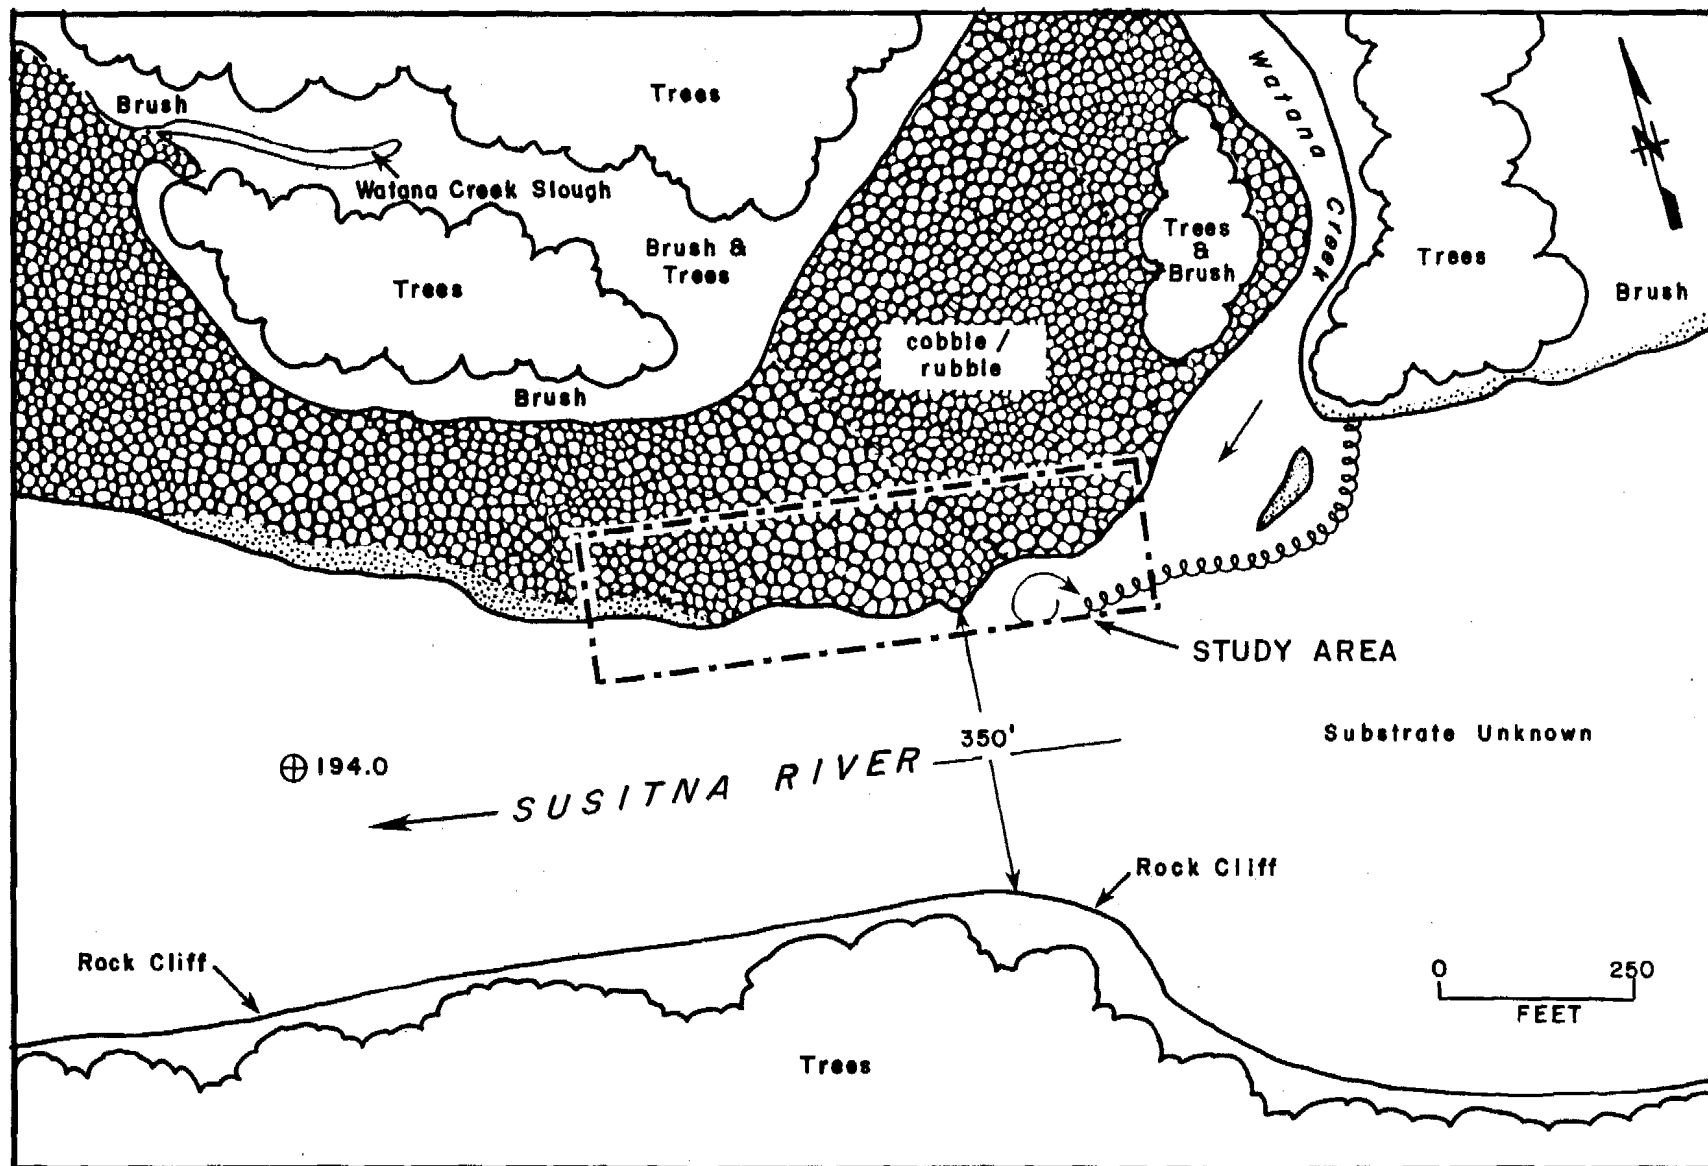 Trees
Brush
Watana Creek Slough
Brush &
Trees
Trees
Brush
cobble /
rubble
Trees
&
Brush
Watana Creek
Trees
Brush
N
STUDY AREA
350'
Substrate Unknown
194.0
SUSITNA RIVER
Rock Cliff
Rock Cliff
0 250
FEET
Trees